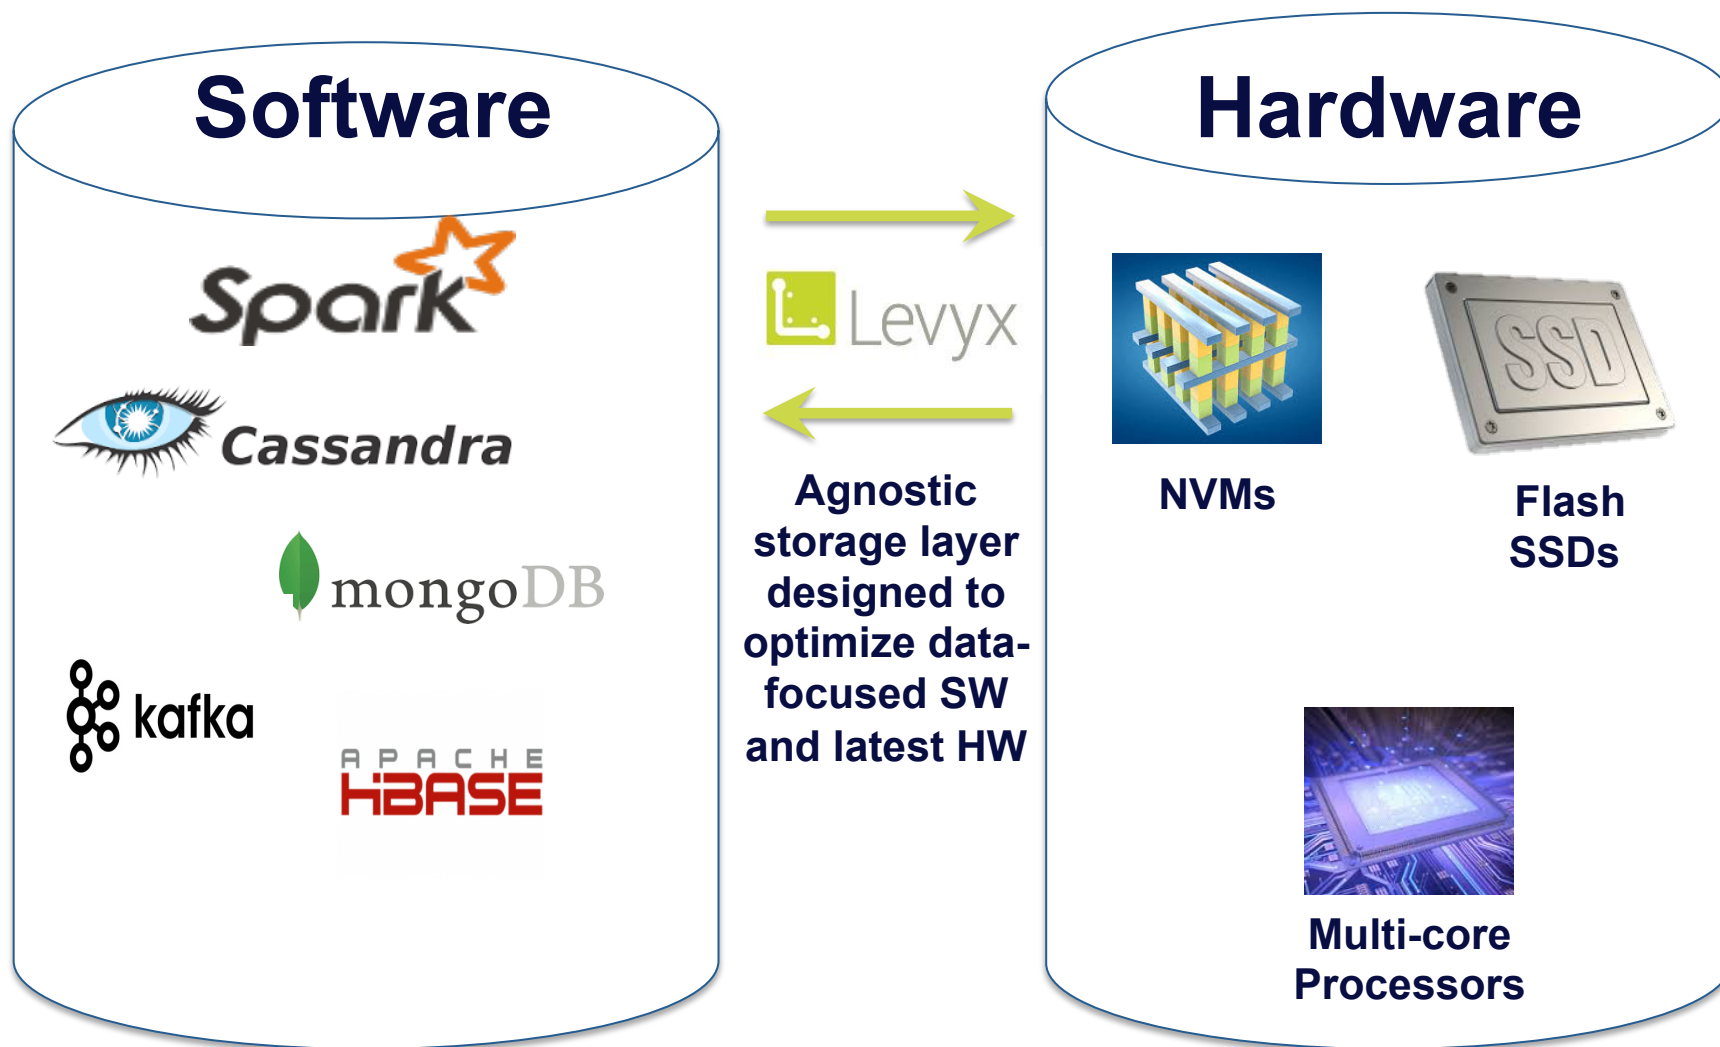 Software
Spark
Cassandra
mongoDB
kafka
APACHE
HBASE
Levyx
Agnostic
storage layer
designed to
optimize data-
focused SW
and latest HW
Hardware
SSD
NVMs
Flash
SSDs
Multi-core
Processors